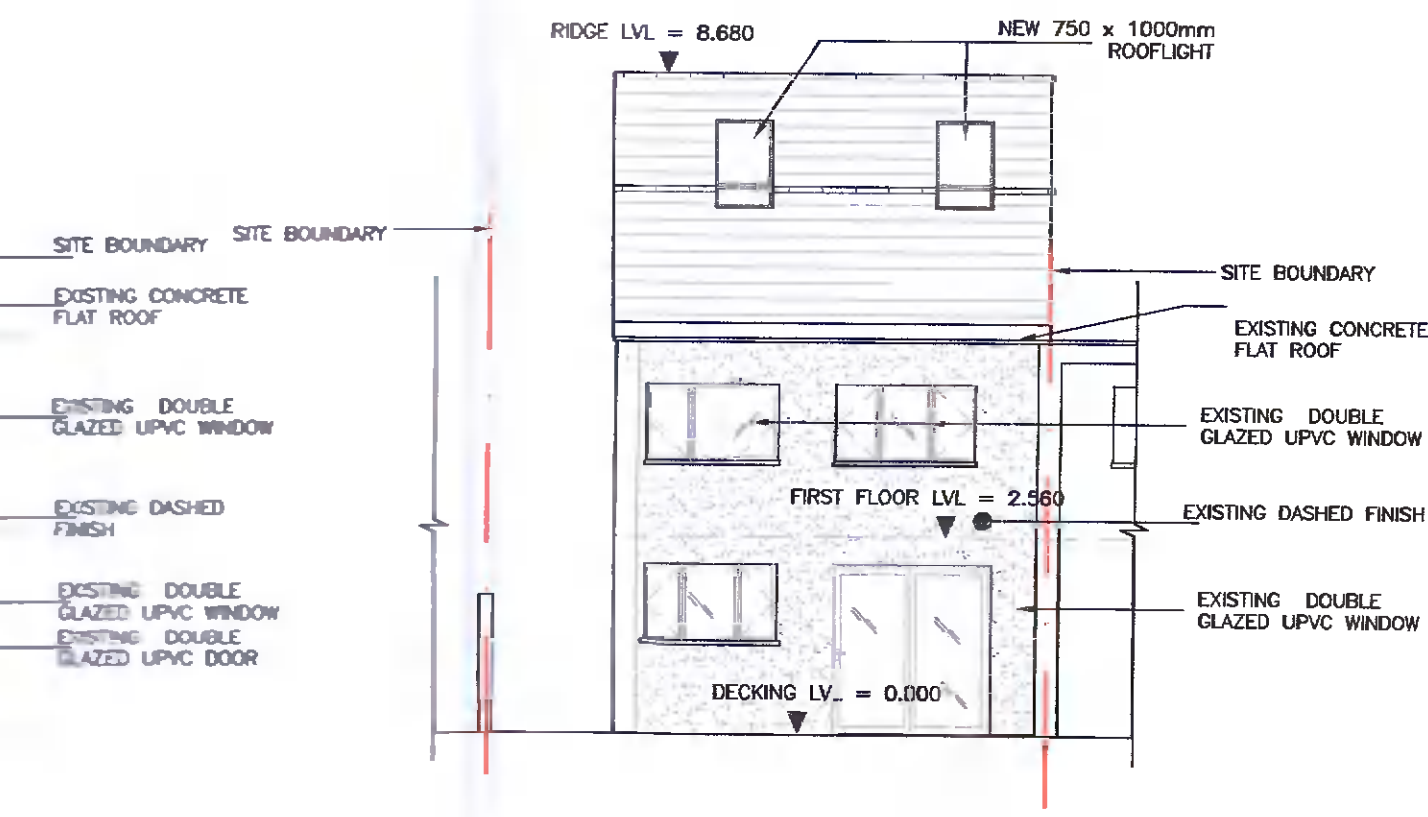 RIDGE LVL = 8.680
NEW 750 x 1000mm
ROOFLIGHT
SITE BOUNDARY
SITE BOUNDARY
EXISTING CONCRETE
FLAT ROOF
EXISTING DOUBLE
GLAZED UPVC WINDOW
EXISTING DASHED
FINISH
EXISTING DOUBLE
GLAZED UPVC WINDOW
EXISTING DOUBLE
GLAZED UPVC DOOR
SITE BOUNDARY
EXISTING CONCRETE
FLAT ROOF
EXISTING DOUBLE
GLAZED UPVC WINDOW
FIRST FLOOR LVL = 2.560
EXISTING DASHED FINISH
EXISTING DOUBLE
GLAZED UPVC WINDOW
DECKING LV_ = 0.000